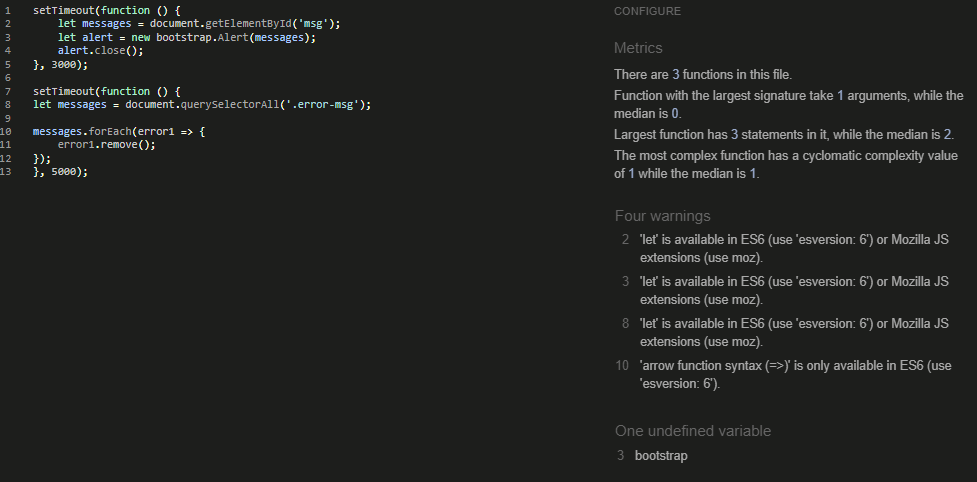 1 setTimeout(function () {
2 let messages = document.getElementById('msg');
3 let alert = new bootstrap.Alert(messages);
4 alert.close();
5 }, 3000);
6
7 setTimeout(function () {
8 let messages = document.querySelectorAll('.error-msg');
9
10 messages.forEach(error1 => {
11 error1.remove();
12 });
13 }, 5000);
CONFIGURE
Metrics
There are 3 functions in this file.
Function with the largest signature take 1 arguments, while the
median is 0.
Largest function has 3 statements in it, while the median is 2.
The most complex function has a cyclomatic complexity value
of 1 while the median is 1.
Four warnings
2 'let' is available in ES6 (use 'esversion: 6') or Mozilla JS
extensions (use moz).
3 'let' is available in ES6 (use 'esversion: 6') or Mozilla JS
extensions (use moz).
8 'let' is available in ES6 (use 'esversion: 6') or Mozilla JS
extensions (use moz).
10 'arrow function syntax (=>)' is only available in ES6 (use
'esversion: 6').
One undefined variable
3 bootstrap